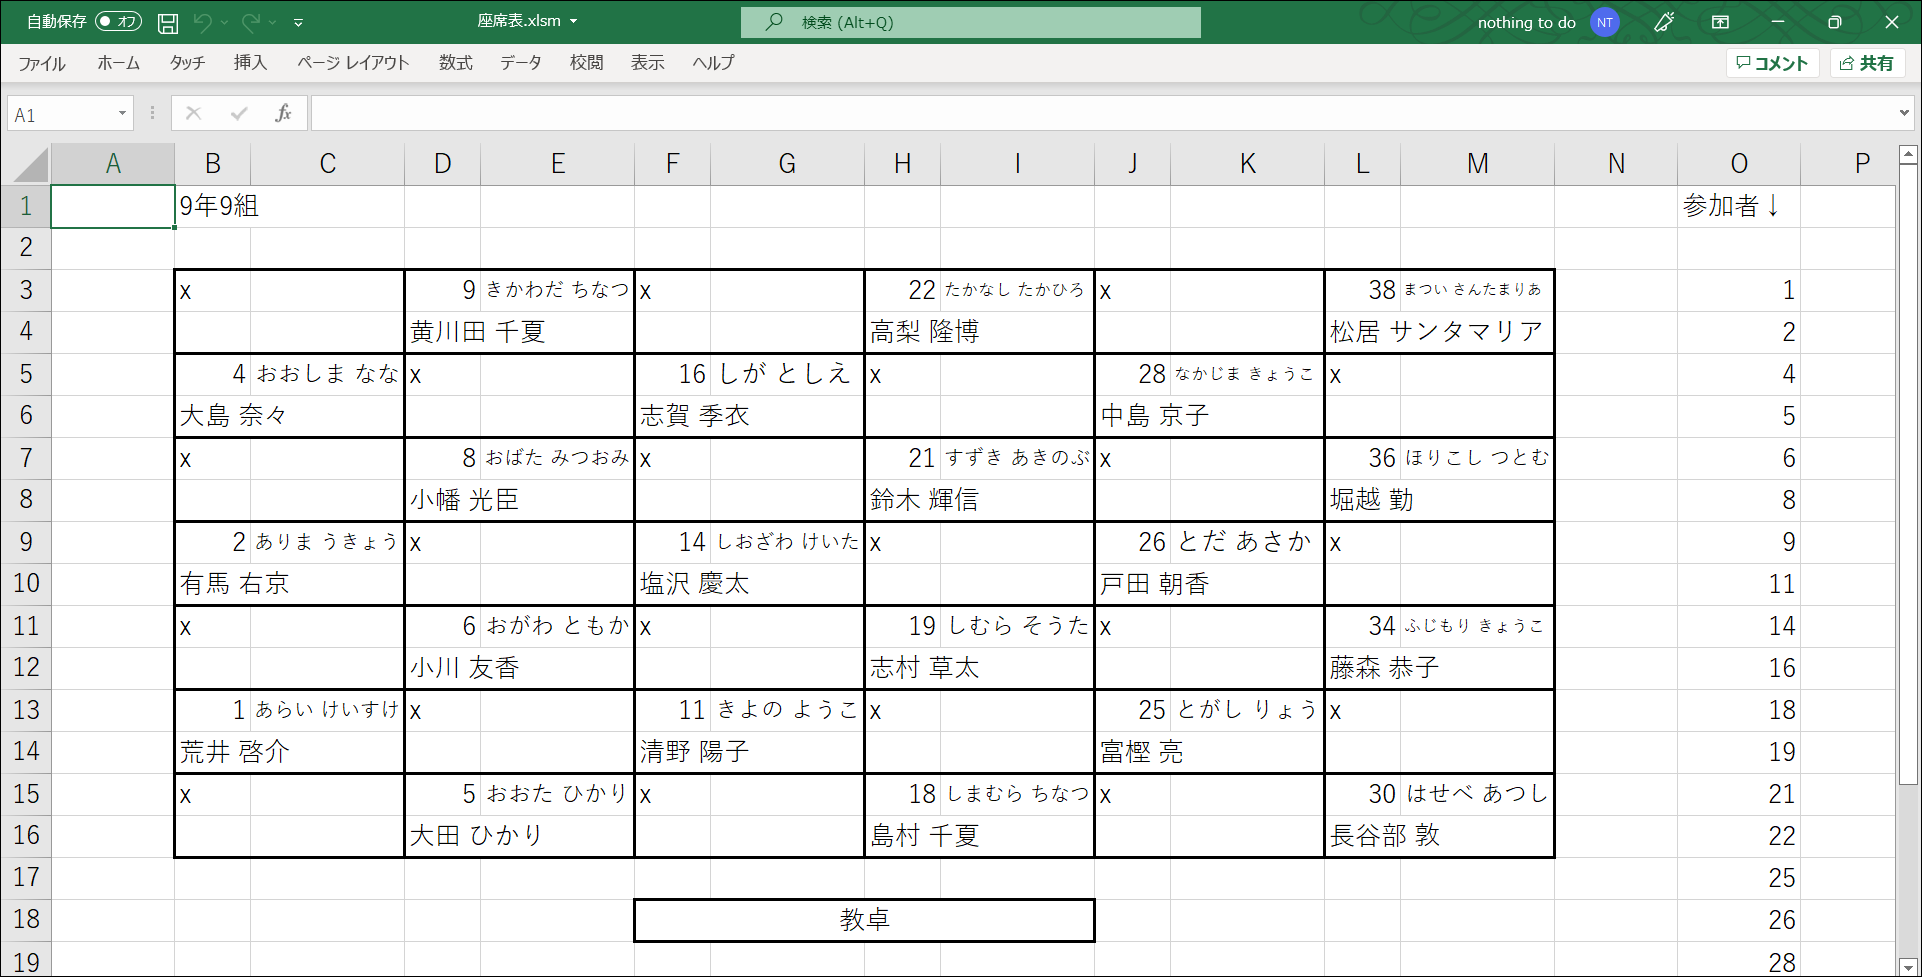 自動保存 オフ 座席表.xlsm 検索 (Alt+Q) nothing to do NT
ファイル ホーム タッチ 挿入 ページ レイアウト 数式 データ 校閲 表示 ヘルプ コメント 共有
A1 fx
A B C D E F G H I J K L M N O P
1 9年9組 参加者↓
2
3 x 9 きかわだ ちなつ x 22 たかなし たかひろ x 38 まつい さんたまりあ 1
4 黄川田 千夏 高梨 隆博 松居 サンタマリア 2
5 4 おおしま なな x 16 しが としえ x 28 なかじま きょうこ x 4
6 大島 奈々 志賀 季衣 中島 京子 5
7 x 8 おばた みつおみ x 21 すずき あきのぶ x 36 ほりこし つとむ 6
8 小幡 光臣 鈴木 輝信 堀越 勤 8
9 2 ありま うきょう x 14 しおざわ けいた x 26 とだ あさか x 9
10 有馬 右京 塩沢 慶太 戸田 朝香 11
11 x 6 おがわ ともか x 19 しむら そうた x 34 ふじもり きょうこ 14
12 小川 友香 志村 草太 藤森 恭子 16
13 1 あらい けいすけ x 11 きよの ようこ x 25 とがし りょう x 18
14 荒井 啓介 清野 陽子 富樫 亮 19
15 x 5 おおた ひかり x 18 しまむら ちなつ x 30 はせべ あつし 21
16 大田 ひかり 島村 千夏 長谷部 敦 22
17 25
18 教卓 26
19 28